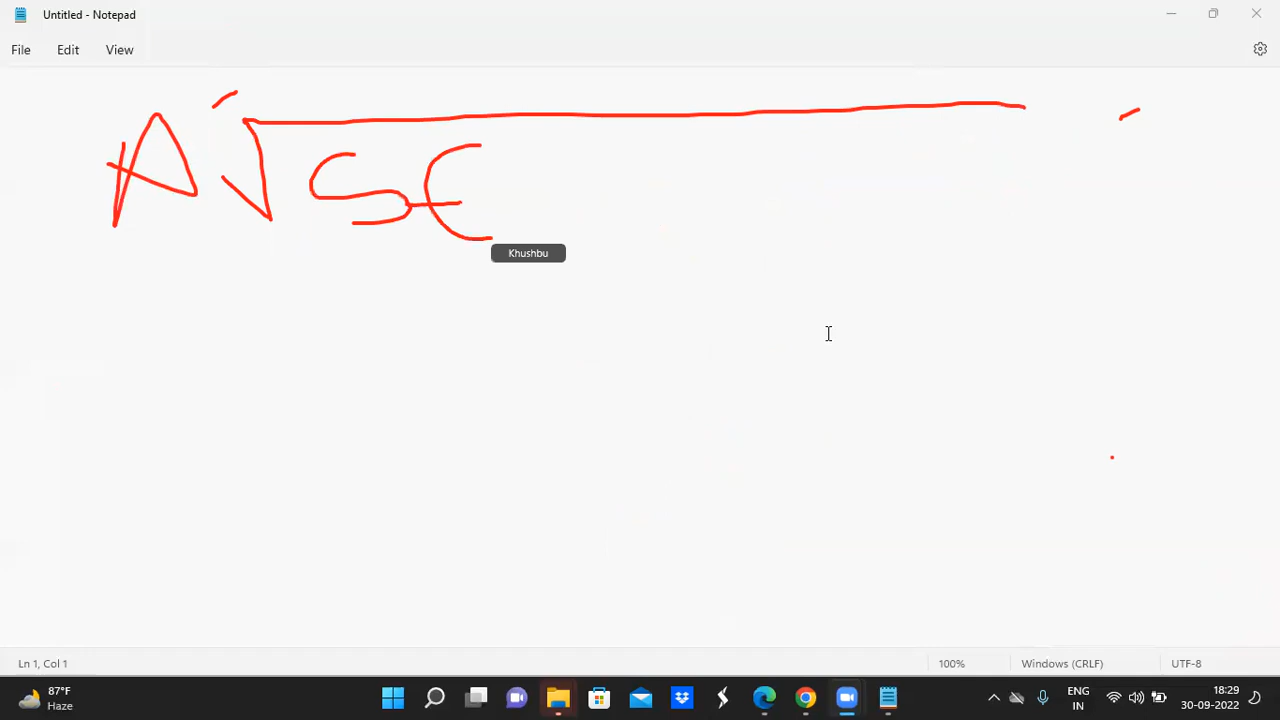 Untitled - Notepad
File Edit View
A√S(
Khushbu
Ln 1, Col 1 100% Windows (CRLF) UTF-8
87°F
Haze
ENG
IN
18:29
30-09-2022